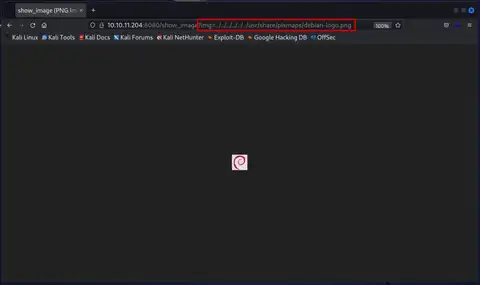 show_image (PNG Im
10.10.11.204:8080/show_image?img=../../../../../../usr/share/pixmaps/debian-logo.png 100%
Kali Linux Kali Tools Kali Docs Kali Forums Kali NetHunter Exploit-DB Google Hacking DB OffSec